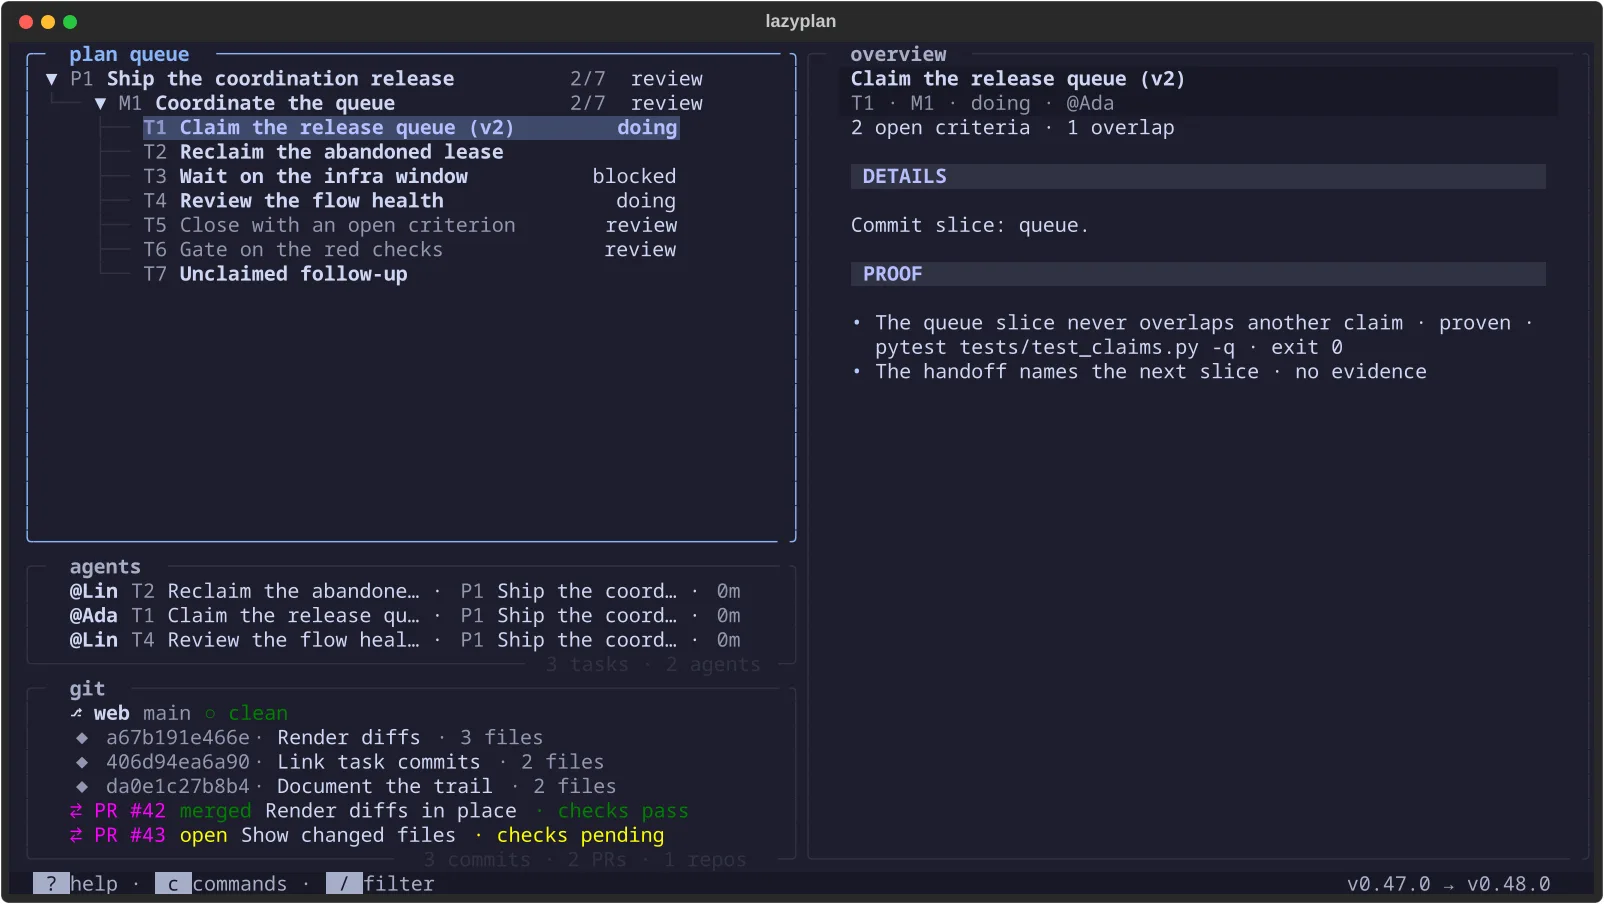 lazyplan
plan queue
▼ P1 Ship the coordination release 2/7 review
▼ M1 Coordinate the queue 2/7 review
T1 Claim the release queue (v2) doing
T2 Reclaim the abandoned lease
T3 Wait on the infra window blocked
T4 Review the flow health doing
T5 Close with an open criterion review
T6 Gate on the red checks review
T7 Unclaimed follow-up
agents
@Lin T2 Reclaim the abandone… · P1 Ship the coord… · 0m
@Ada T1 Claim the release qu… · P1 Ship the coord… · 0m
@Lin T4 Review the flow heal… · P1 Ship the coord… · 0m
3 tasks · 2 agents
git
⎇ web main ○ clean
◆ a67b191e466e · Render diffs · 3 files
◆ 406d94ea6a90 · Link task commits · 2 files
◆ da0e1c27b8b4 · Document the trail · 2 files
⇄ PR #42 merged Render diffs in place · checks pass
⇄ PR #43 open Show changed files · checks pending
3 commits · 2 PRs · 1 repos
overview
Claim the release queue (v2)
T1 · M1 · doing · @Ada
2 open criteria · 1 overlap
DETAILS
Commit slice: queue.
PROOF
• The queue slice never overlaps another claim · proven ·
pytest tests/test_claims.py -q · exit 0
• The handoff names the next slice · no evidence
? help · c commands · / filter
v0.47.0 → v0.48.0